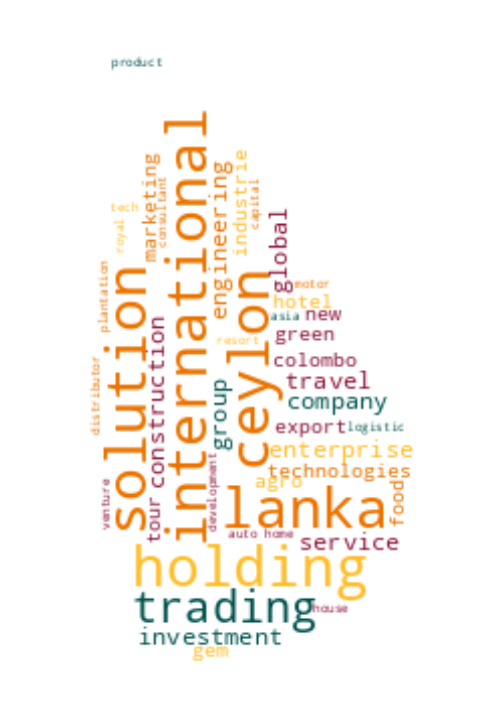 product
international
marketing
consultant
engineering
industrie
capital
tech
royal
global
solution
plantation
ceylon
motor
hotel
asia new
green
construction
resort
colombo
travel
distributor
group
company
export logistic
enterprise
technologies
agro
venture
tour
development
lanka
food
auto home
service
holding
trading
house
investment
gem